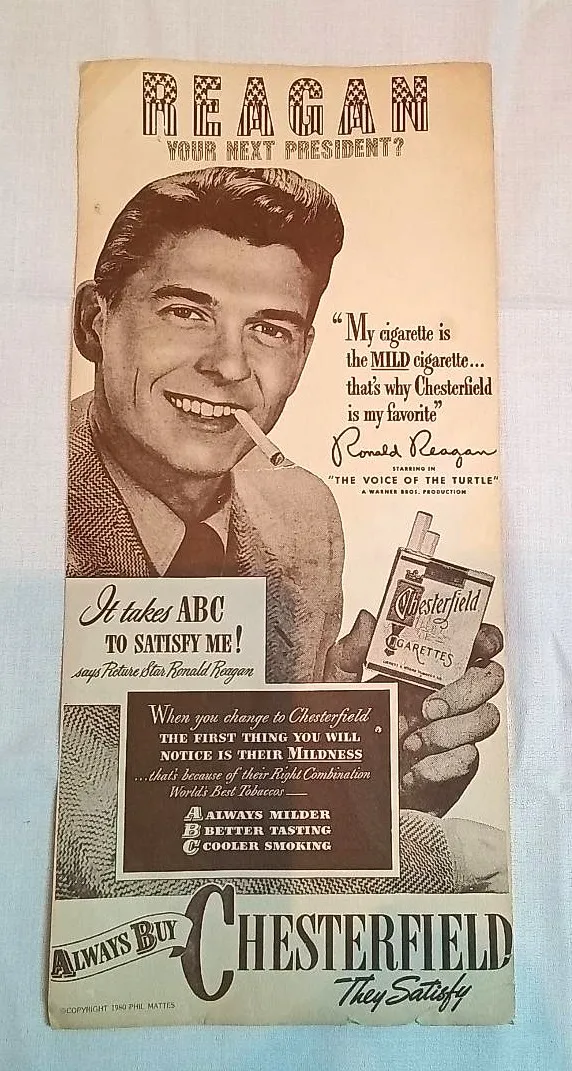 REAGAN
YOUR NEXT PRESIDENT?
“My cigarette is
the MILD cigarette...
that's why Chesterfield
is my favorite”
Ronald Reagan
STARRING IN
"THE VOICE OF THE TURTLE"
A WARNER BROS. PRODUCTION
Chesterfield
CIGARETTES
LIGGETT & MYERS TOBACCO CO.
It takes ABC
TO SATISFY ME!
says Picture Star Ronald Reagan
When you change to Chesterfield
THE FIRST THING YOU WILL
NOTICE IS THEIR MILDNESS
...that's because of their Right Combination
World's Best Tobaccos—
A ALWAYS MILDER
B BETTER TASTING
C COOLER SMOKING
ALWAYS BUY CHESTERFIELD
They Satisfy
©COPYRIGHT 1980 PHIL MATTES